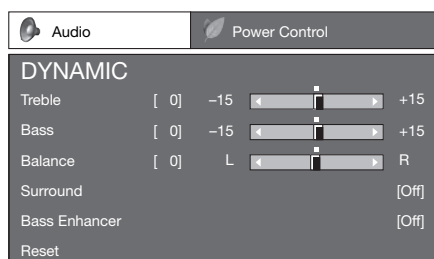 Audio Power Control
DYNAMIC
Treble [ 0] –15 +15
Bass [ 0] –15 +15
Balance [ 0] L R
Surround [Off]
Bass Enhancer [Off]
Reset